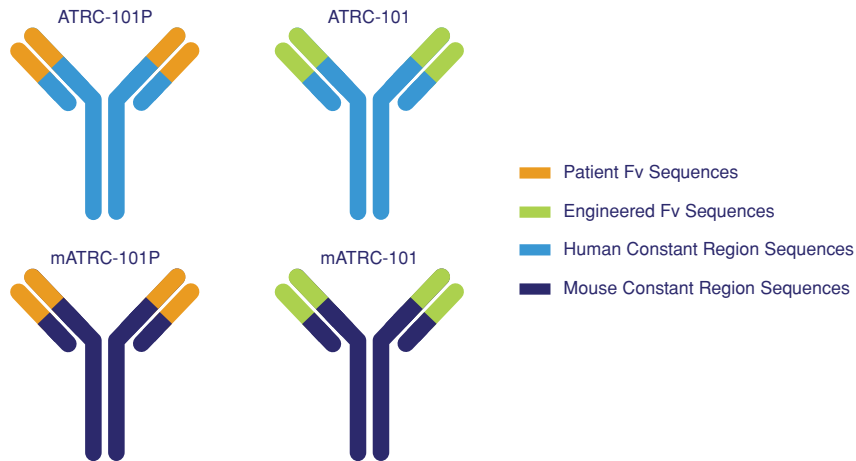 ATRC-101P
ATRC-101
Patient Fv Sequences
Engineered Fv Sequences
Human Constant Region Sequences
Mouse Constant Region Sequences
mATRC-101P
mATRC-101